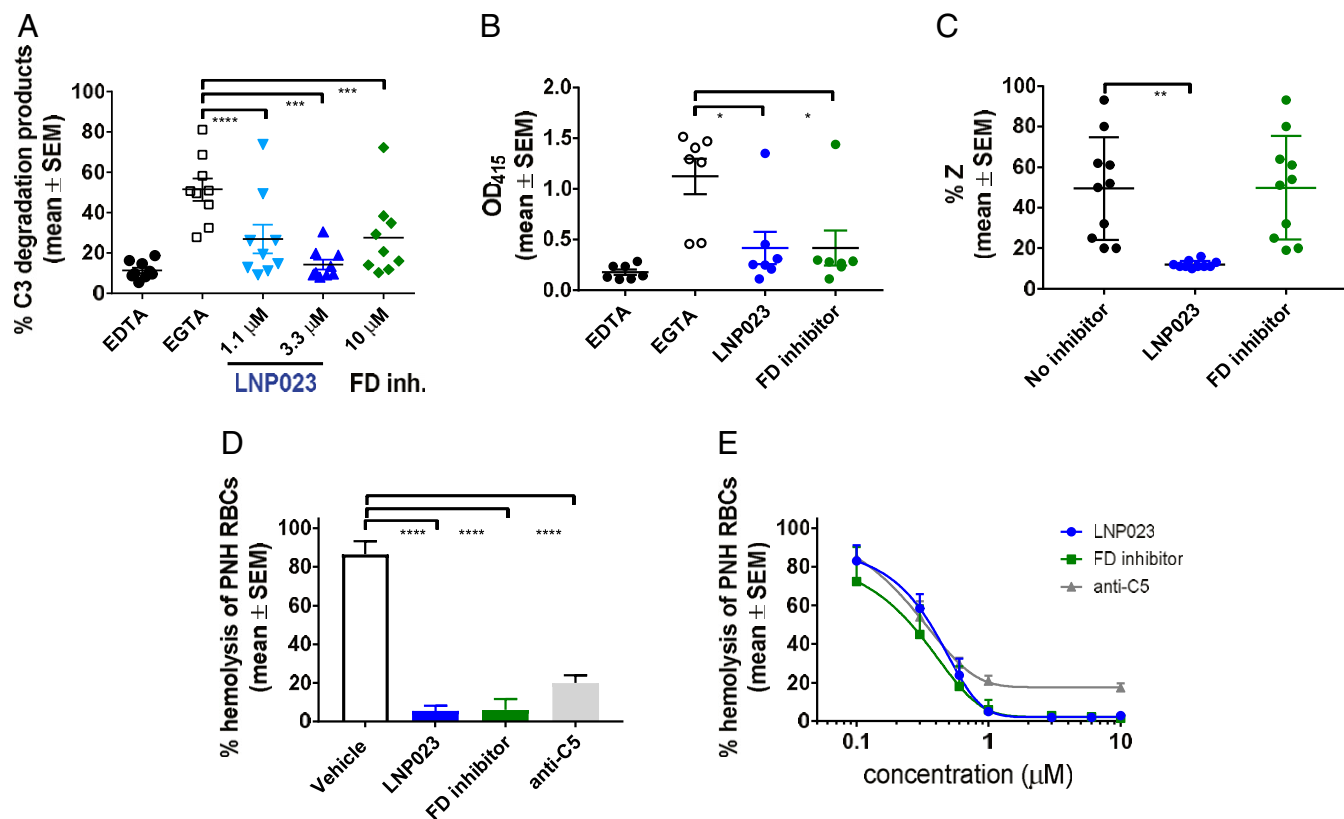 A
% C3 degradation products
(mean ± SEM)
100
80
60
40
20
0
****
***
***
EDTA
EGTA
1.1 µM
3.3 µM
10 µM
LNP023
FD inh.
B
OD415
(mean ± SEM)
2.0
1.5
1.0
0.5
0.0
*
*
EDTA
EGTA
LNP023
FD inhibitor
C
% Z
(mean ± SEM)
100
80
60
40
20
0
**
No inhibitor
LNP023
FD inhibitor
D
% hemolysis of PNH RBCs
(mean ± SEM)
100
80
60
40
20
0
****
****
****
Vehicle
LNP023
FD inhibitor
anti-C5
E
% hemolysis of PNH RBCs
(mean ± SEM)
100
80
60
40
20
0
0.1
1
10
concentration (µM)
LNP023
FD inhibitor
anti-C5